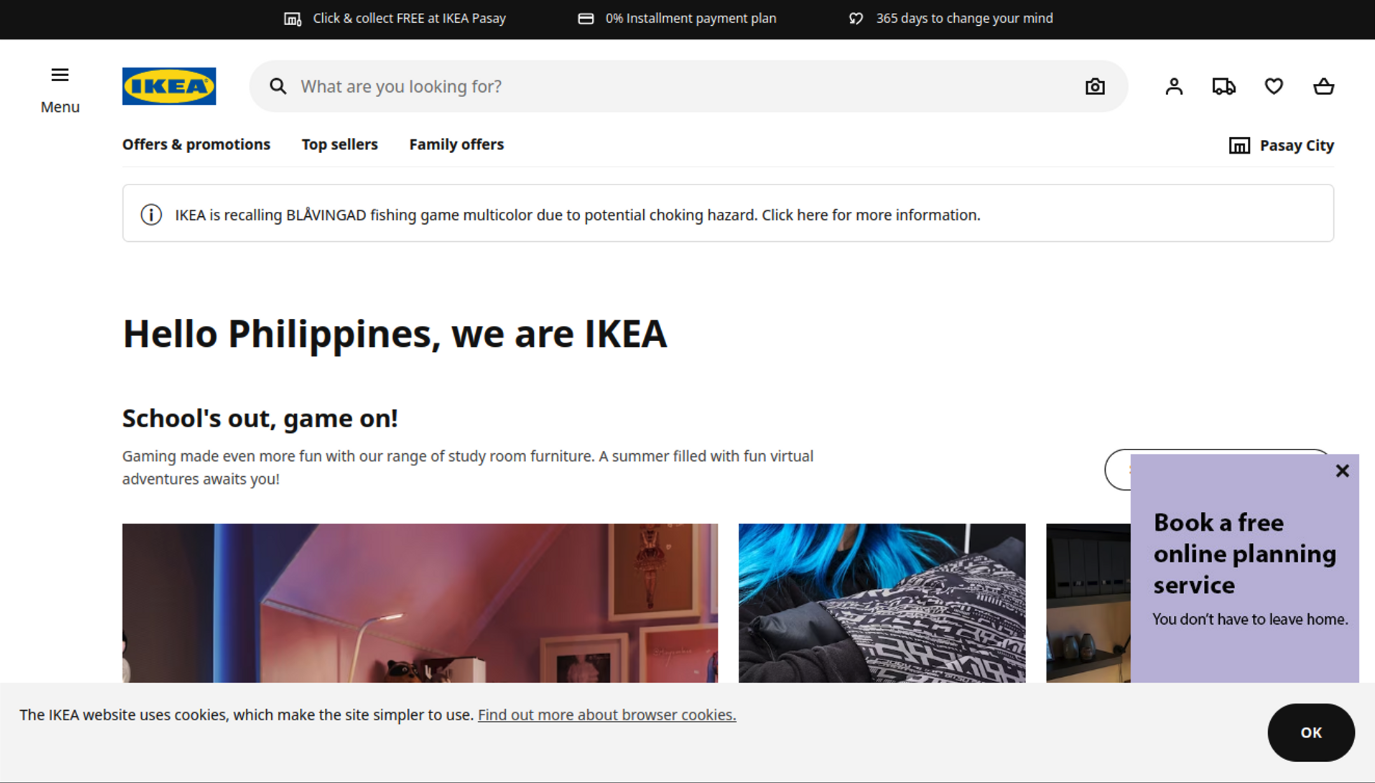 Click & collect FREE at IKEA Pasay
0% Installment payment plan
365 days to change your mind
Menu
IKEA
What are you looking for?
Offers & promotions
Top sellers
Family offers
Pasay City
IKEA is recalling BLÅVINGAD fishing game multicolor due to potential choking hazard. Click here for more information.
Hello Philippines, we are IKEA
School's out, game on!
Gaming made even more fun with our range of study room furniture. A summer filled with fun virtual
adventures awaits you!
Book a free
online planning
service
You don't have to leave home.
The IKEA website uses cookies, which make the site simpler to use. Find out more about browser cookies.
OK